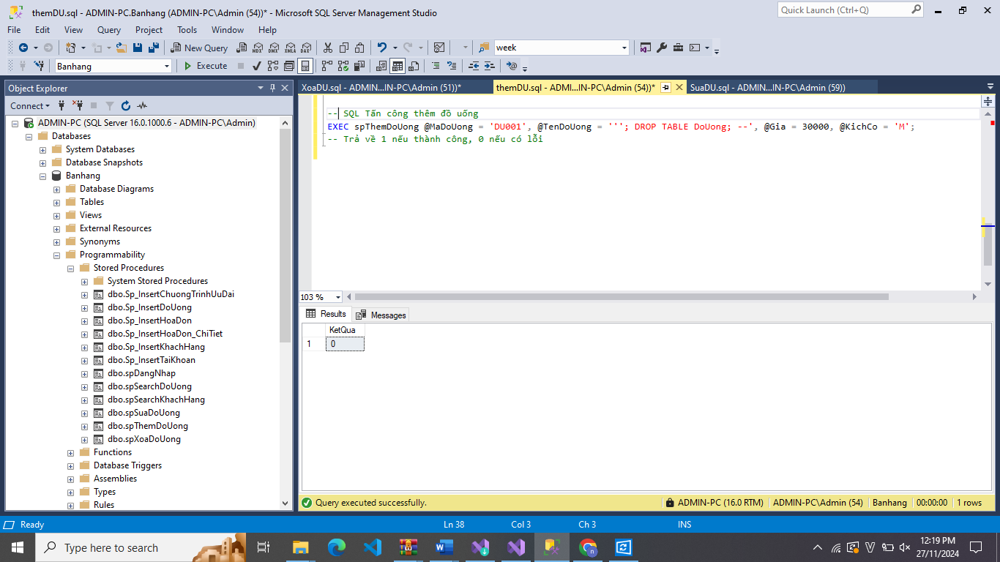 themDU.sql - ADMIN-PC.Banhang (ADMIN-PC\Admin (54))* - Microsoft SQL Server Management Studio
Quick Launch (Ctrl+Q)
File Edit View Query Project Tools Window Help
New Query MDX DMX XMLA DAX week
Banhang Execute
Object Explorer
XoaDU.sql - ADMIN...IN-PC\Admin (51))* themDU.sql - ADMI...IN-PC\Admin (54))* SuaDU.sql - ADMIN...IN-PC\Admin (59))
Connect
ADMIN-PC (SQL Server 16.0.1000.6 - ADMIN-PC\Admin)
Databases
System Databases
Database Snapshots
Banhang
Database Diagrams
Tables
Views
External Resources
Synonyms
Programmability
Stored Procedures
System Stored Procedures
dbo.Sp_InsertChuongTrinhUuDai
dbo.Sp_InsertDoUong
dbo.Sp_InsertHoaDon
dbo.Sp_InsertHoaDon_ChiTiet
dbo.Sp_InsertKhachHang
dbo.Sp_InsertTaiKhoan
dbo.spDangNhap
dbo.spSearchDoUong
dbo.spSearchKhachHang
dbo.spSuaDoUong
dbo.spThemDoUong
dbo.spXoaDoUong
Functions
Database Triggers
Assemblies
Types
Rules
-- SQL Tấn công thêm đồ uống
EXEC spThemDoUong @MaDoUong = 'DU001', @TenDoUong = '''; DROP TABLE DoUong; --', @Gia = 30000, @KichCo = 'M';
-- Trả về 1 nếu thành công, 0 nếu có lỗi
103 %
Results Messages
KetQua
1 0
Query executed successfully. ADMIN-PC (16.0 RTM) ADMIN-PC\Admin (54) Banhang 00:00:00 1 rows
Ready Ln 38 Col 3 Ch 3 INS
Type here to search
12:19 PM
27/11/2024